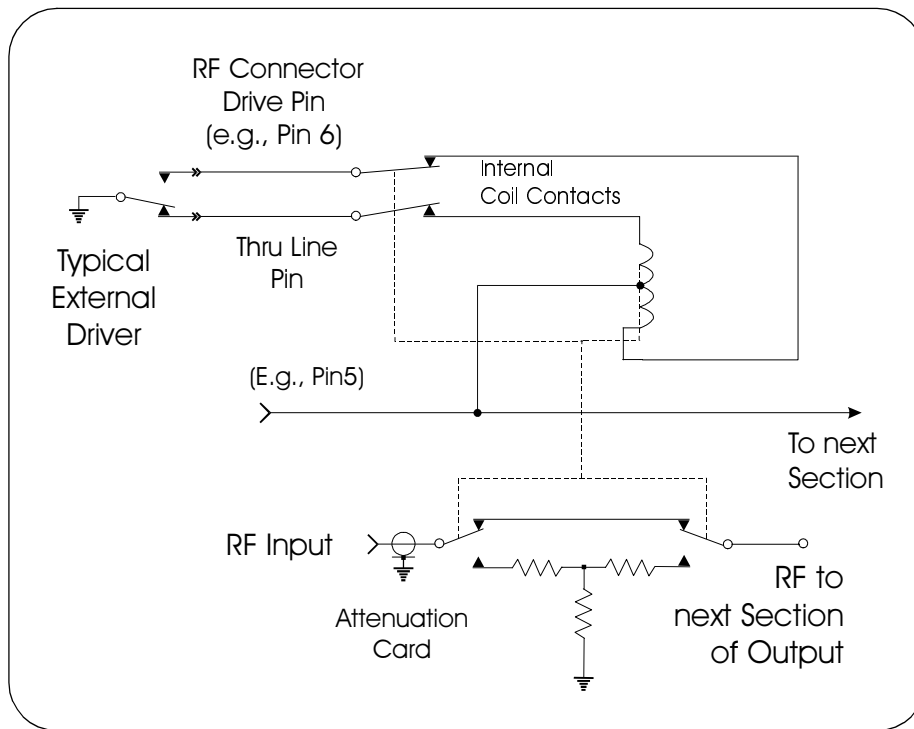 RF Connector
Drive Pin
(e.g., Pin 6)
Internal
Coil Contacts
Thru Line
Pin
Typical
External
Driver
(E.g., Pin5)
To next
Section
RF Input
Attenuation
Card
RF to
next Section
of Output